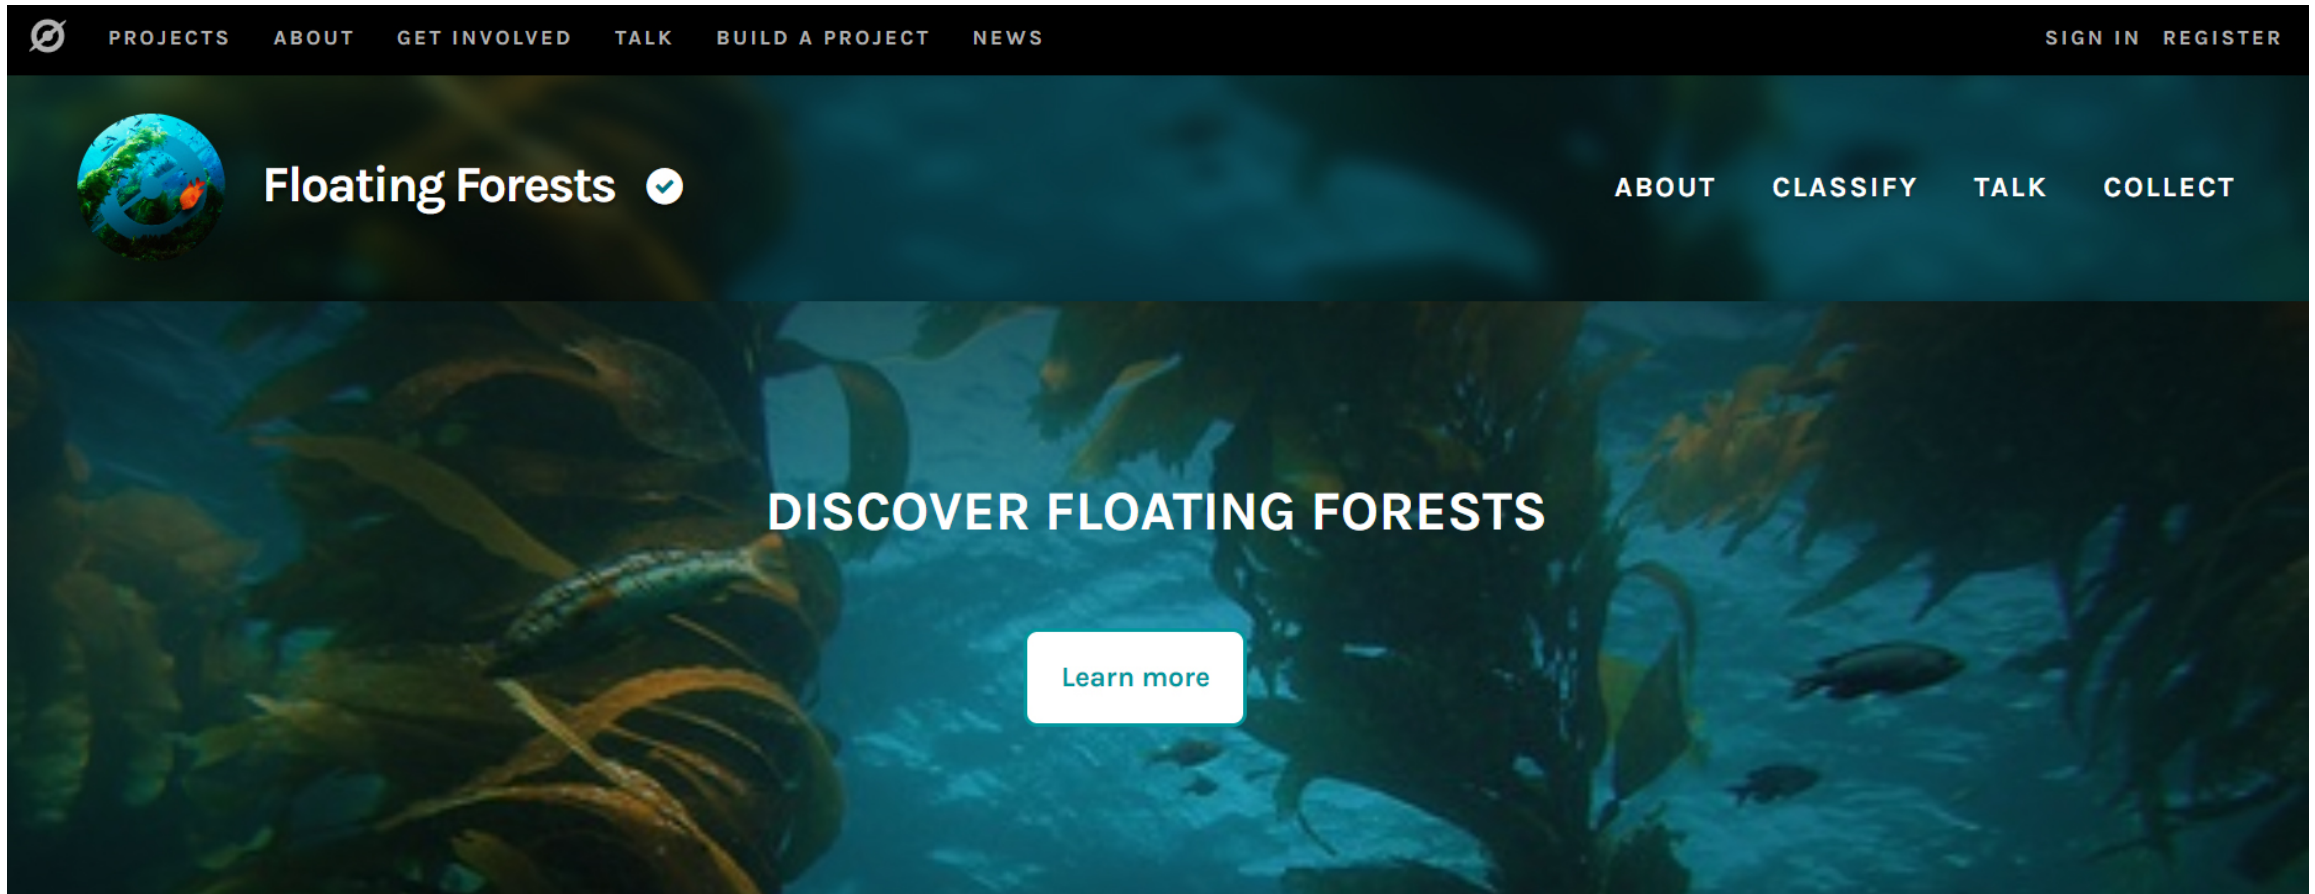 PROJECTS ABOUT GET INVOLVED TALK BUILD A PROJECT NEWS SIGN IN REGISTER
Floating Forests ABOUT CLASSIFY TALK COLLECT
DISCOVER FLOATING FORESTS
Learn more